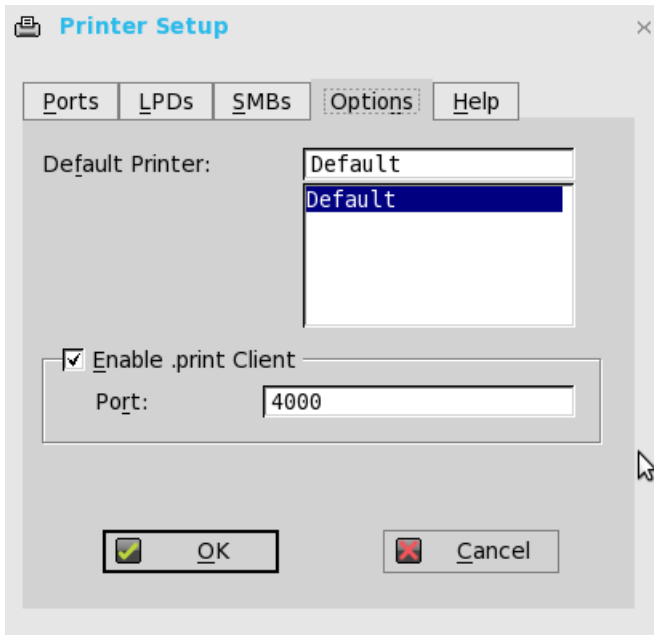 Printer Setup
Ports LPDs SMBs Options Help
Default Printer: Default
Default
Enable .print Client
Port: 4000
OK Cancel